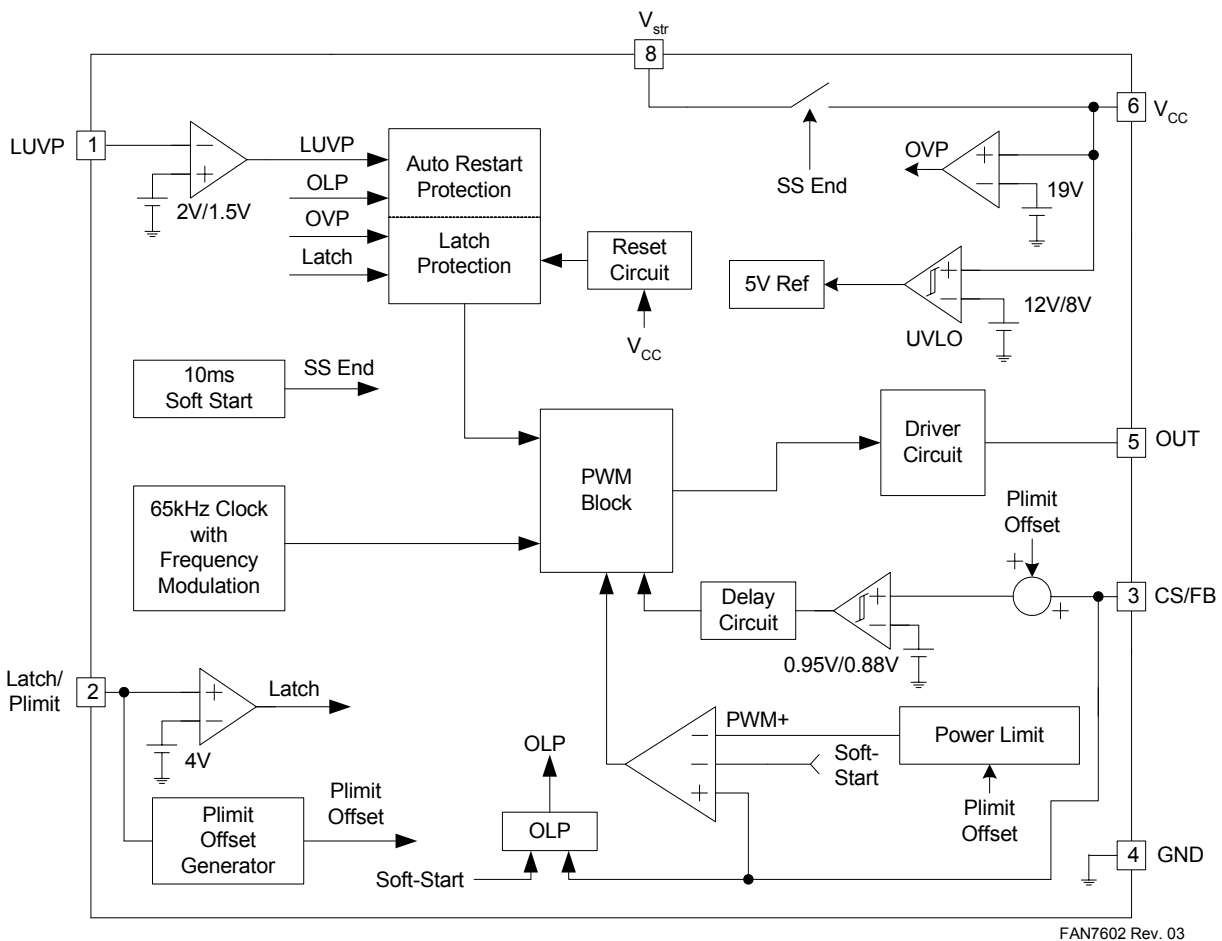 Vstr
8
6
VCC
LUVP
1
−
+
2V/1.5V
LUVP
OLP
OVP
Latch
Auto Restart
Protection
Latch
Protection
Reset
Circuit
VCC
SS End
OVP
+
−
19V
5V Ref
+
−
12V/8V
UVLO
10ms
Soft Start
SS End
65kHz Clock
with
Frequency
Modulation
PWM
Block
Driver
Circuit
5
OUT
Plimit
Offset
+
+
3
CS/FB
Delay
Circuit
+
−
0.95V/0.88V
Latch/
Plimit
2
+
−
4V
Latch
Plimit
Offset
Generator
Plimit
Offset
OLP
OLP
Soft-Start
−
−
+
PWM+
Soft-
Start
Power Limit
Plimit
Offset
4
GND
FAN7602 Rev. 03